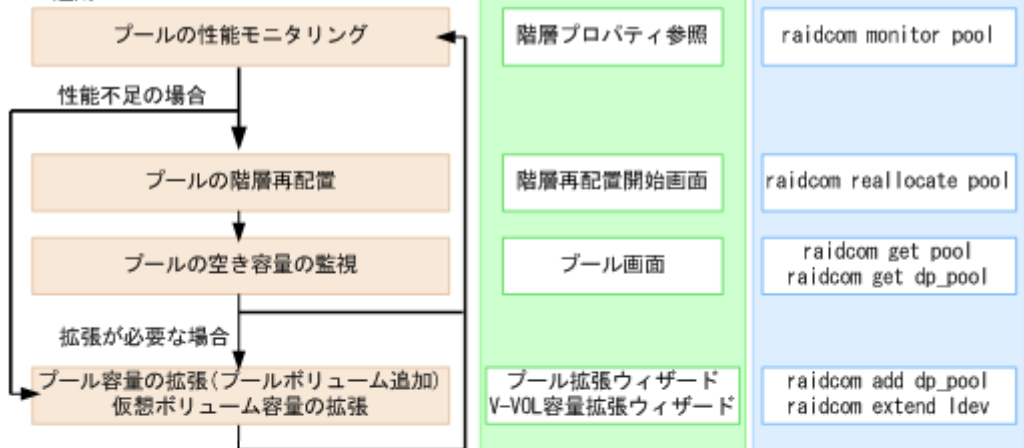 プールの性能モニタリング
階層プロパティ参照
raidcom monitor pool
性能不足の場合
プールの階層再配置
階層再配置開始画面
raidcom reallocate pool
プールの空き容量の監視
プール画面
raidcom get pool
raidcom get dp_pool
拡張が必要な場合
プール容量の拡張(プールボリューム追加)
仮想ボリューム容量の拡張
プール拡張ウィザード
V-VOL容量拡張ウィザード
raidcom add dp_pool
raidcom extend ldev